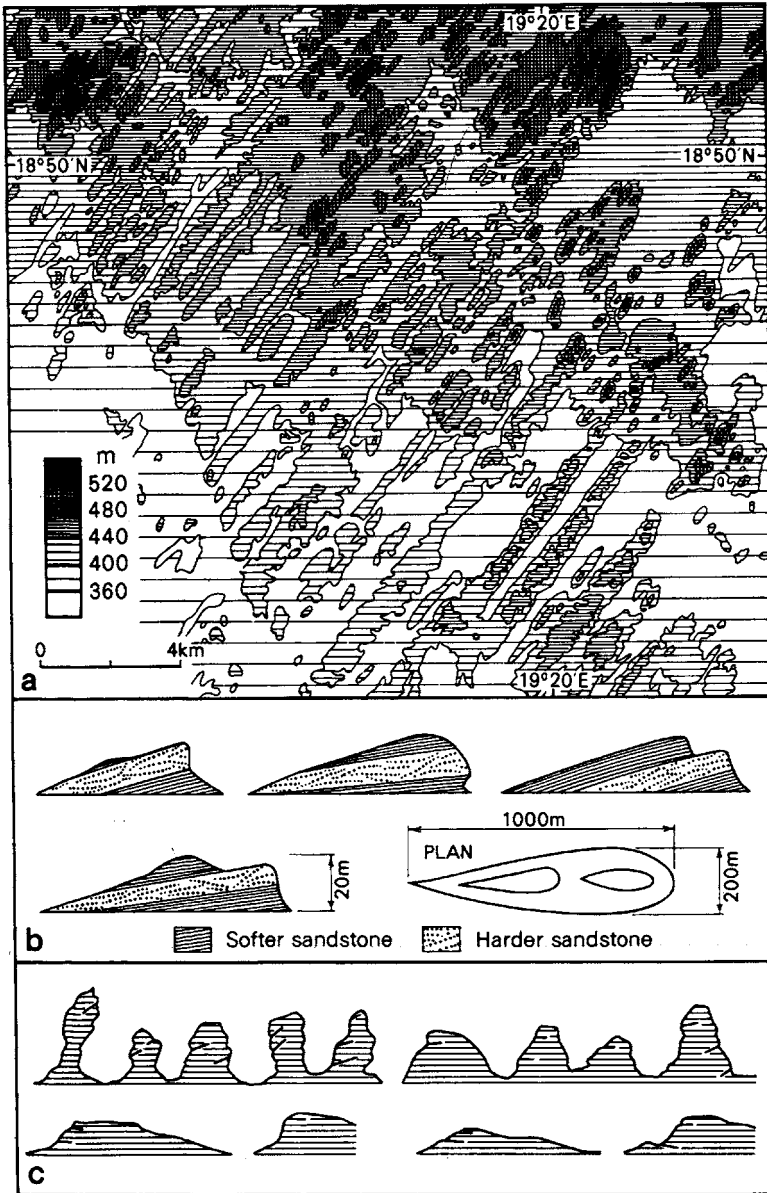 19°20′E
18°50′N
18°50′N
m
520
480
440
400
360
0 4km
19°20′E
a
1000m
PLAN
20m
200m
b
Softer sandstone
Harder sandstone
c